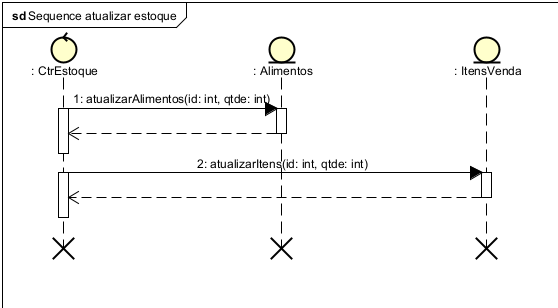 sd Sequence atualizar estoque
: CtrEstoque
: Alimentos
: ItensVenda
1: atualizarAlimentos(id: int, qtde: int)
2: atualizarItens(id: int, qtde: int)